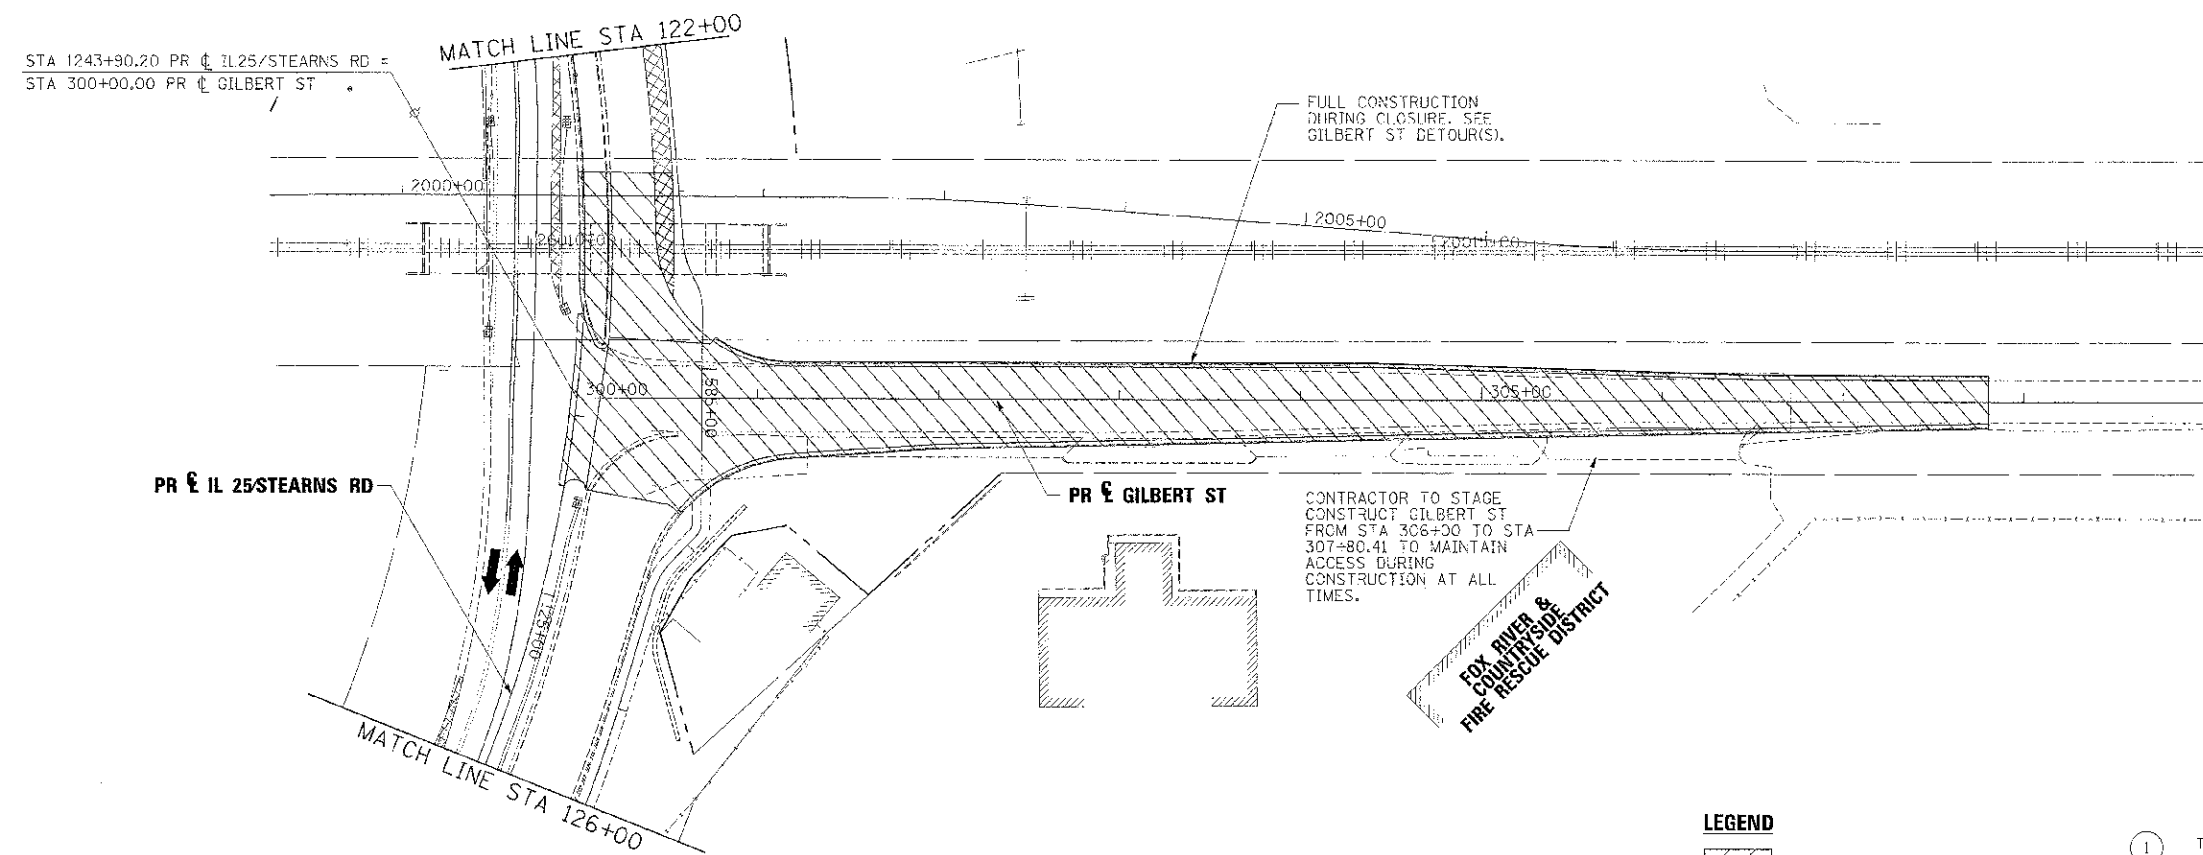 MATCH LINE STA 122+00
STA 1243+90.20 PR ℄ IL25/STEARNS RD =
STA 300+00.00 PR ℄ GILBERT ST
FULL CONSTRUCTION
DURING CLOSURE. SEE
GILBERT ST DETOUR(S).
2000+00
2005+00
300+00
585+00
305+00
PR ℄ IL 25/STEARNS RD
PR ℄ GILBERT ST
CONTRACTOR TO STAGE
CONSTRUCT GILBERT ST
FROM STA 306+00 TO STA
307+80.41 TO MAINTAIN
ACCESS DURING
CONSTRUCTION AT ALL
TIMES.
125+00
FOX RIVER &
COUNTRYSIDE
FIRE RESCUE DISTRICT
MATCH LINE STA 126+00
LEGEND
1